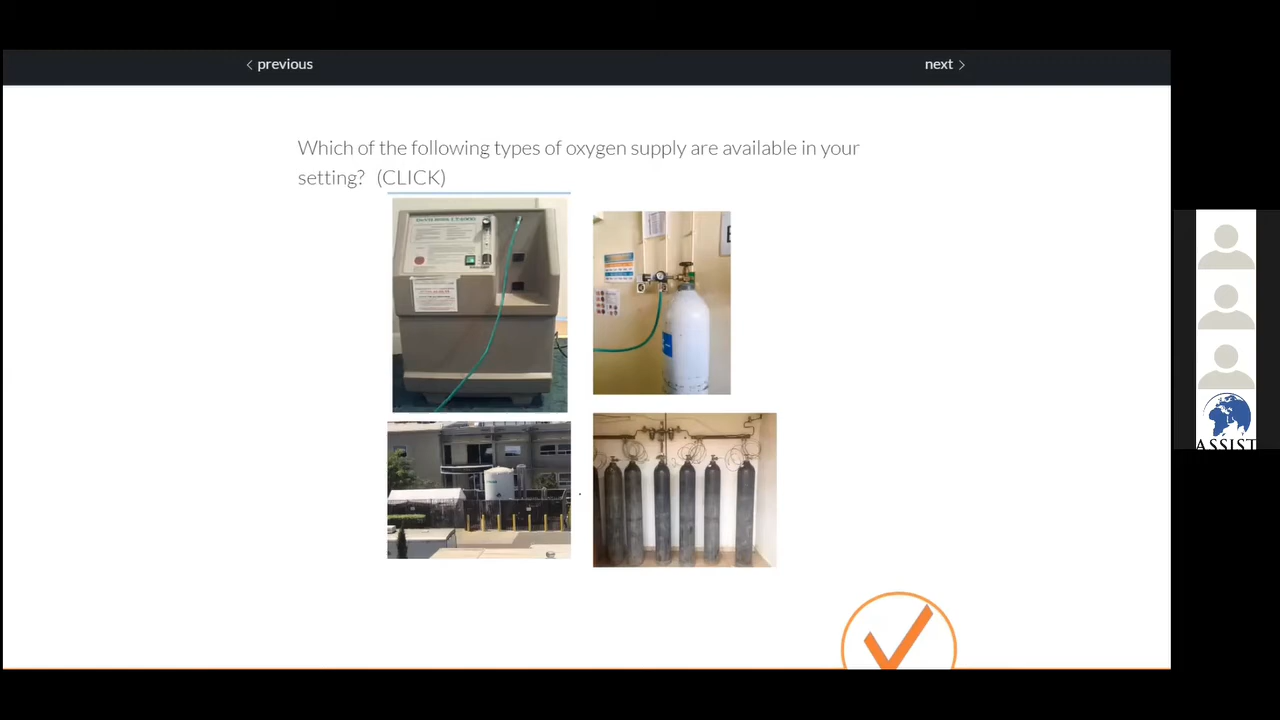 previous
next
Which of the following types of oxygen supply are available in your
setting? (CLICK)
ASSIST